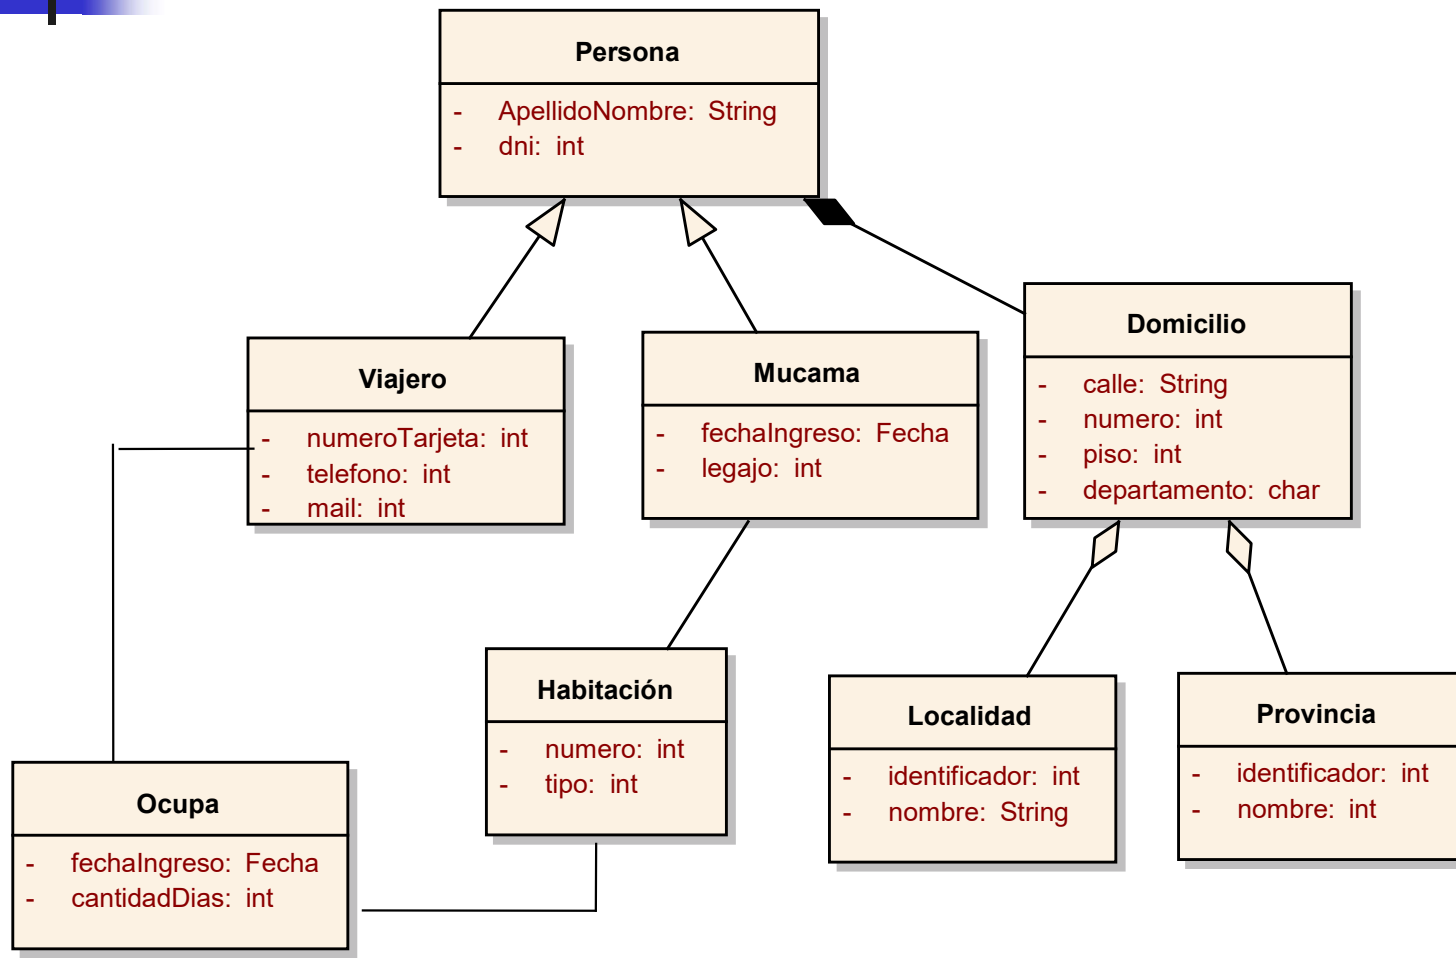 Persona
- ApellidoNombre: String
- dni: int
Viajero
- numeroTarjeta: int
- telefono: int
- mail: int
Mucama
- fechaIngreso: Fecha
- legajo: int
Domicilio
- calle: String
- numero: int
- piso: int
- departamento: char
Habitación
- numero: int
- tipo: int
Localidad
- identificador: int
- nombre: String
Provincia
- identificador: int
- nombre: int
Ocupa
- fechaIngreso: Fecha
- cantidadDias: int